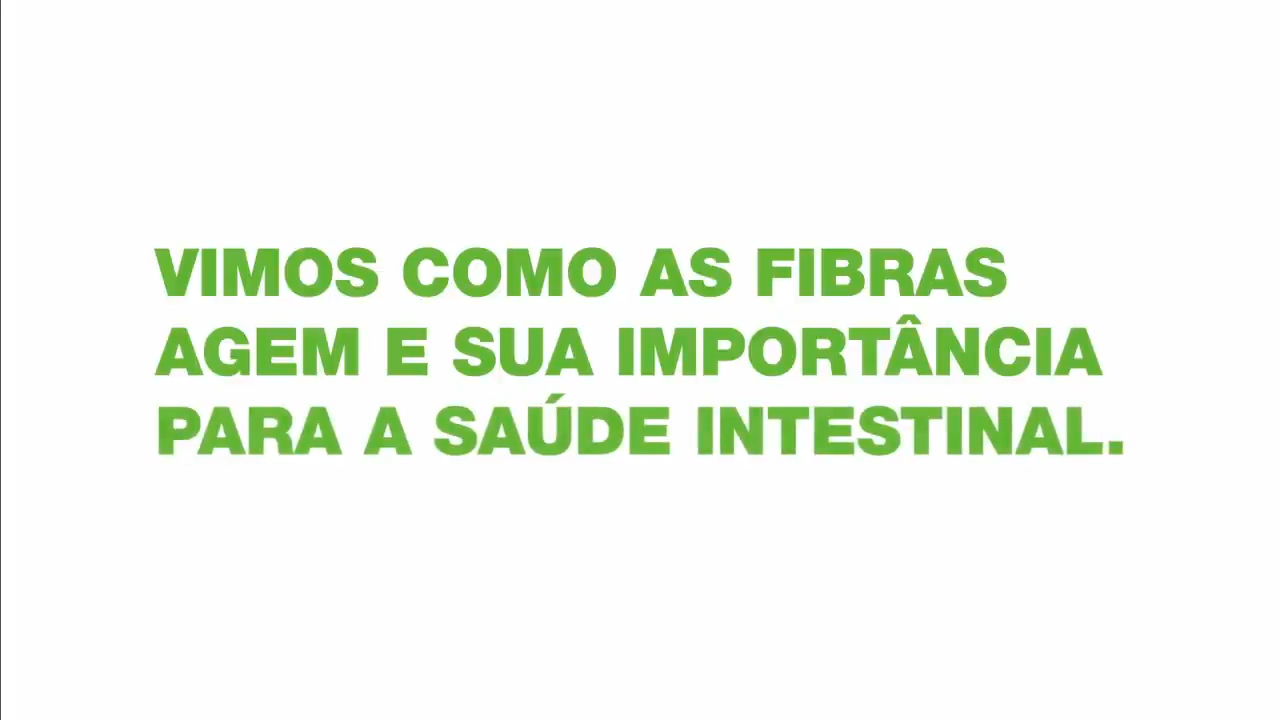 VIMOS COMO AS FIBRAS
AGEM E SUA IMPORTÂNCIA
PARA A SAÚDE INTESTINAL.